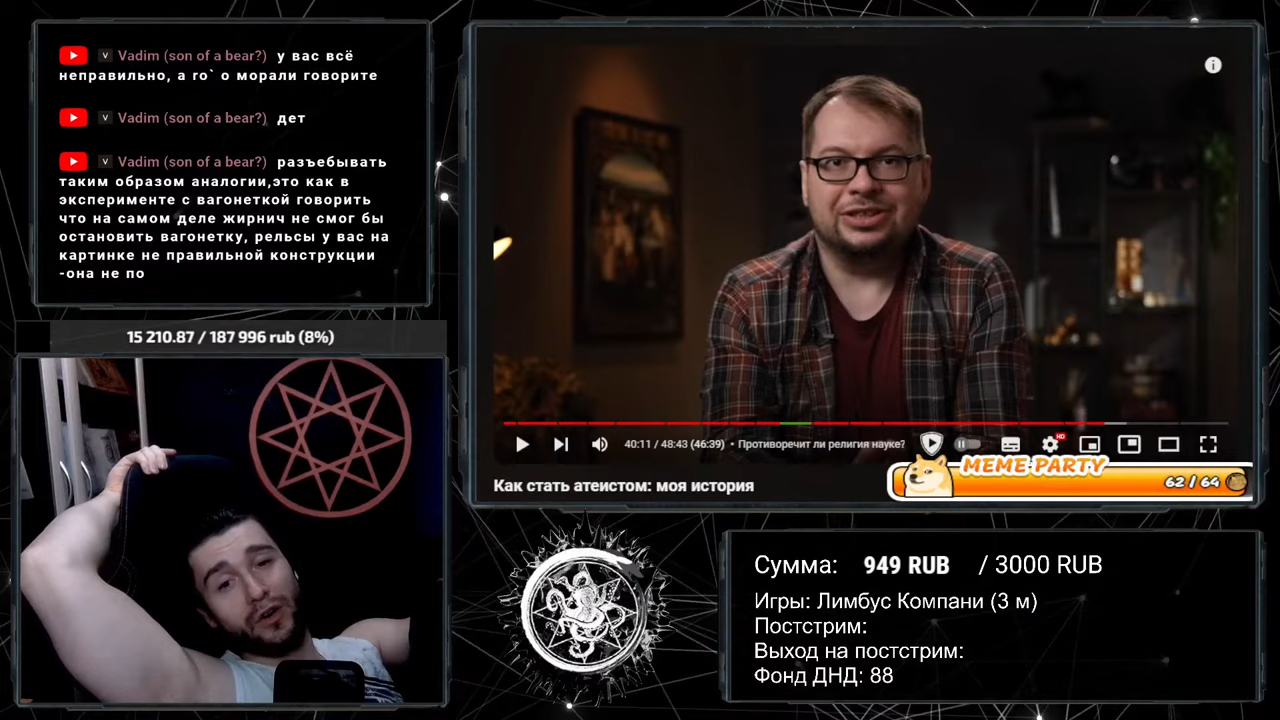 V Vadim (son of a bear?) у вас всё
неправильно, а го` о морали говорите
V Vadim (son of a bear?) дет
V Vadim (son of a bear?) разъебывать
таким образом аналогии,это как в
эксперименте с вагонеткой говорить
что на самом деле жирнич не смог бы
остановить вагонетку, рельсы у вас на
картинке не правильной конструкции
-она не по
15 210.87 / 187 996 rub (8%)
40:11 / 48:43 (46:39) • Противоречит ли религия науке?
HD
MEME PARTY
Как стать атеистом: моя история
62 / 64
Сумма: 949 RUB / 3000 RUB
Игры: Лимбус Компани (3 м)
Постстрим:
Выход на постстрим:
Фонд ДНД: 88